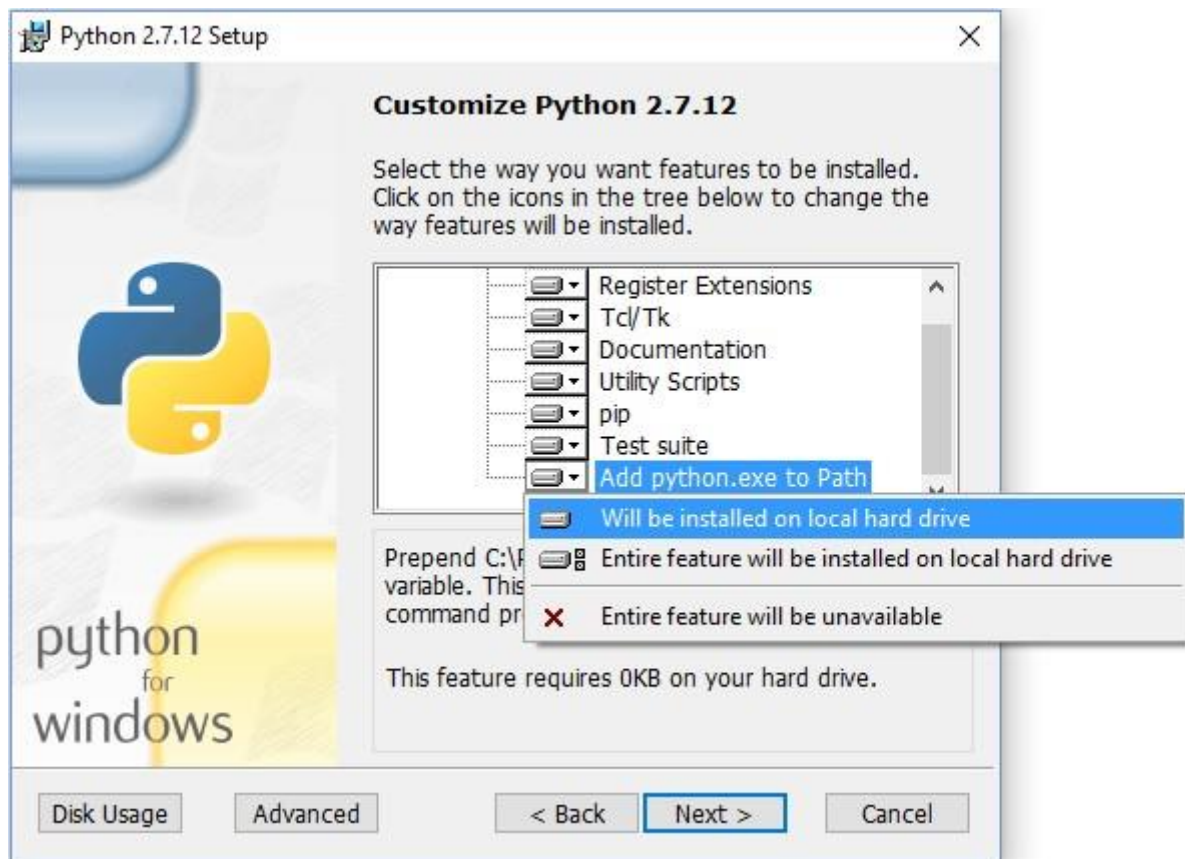 Python 2.7.12 Setup
Customize Python 2.7.12
Select the way you want features to be installed.
Click on the icons in the tree below to change the
way features will be installed.
Register Extensions
Tcl/Tk
Documentation
Utility Scripts
pip
Test suite
Add python.exe to Path
Will be installed on local hard drive
Entire feature will be installed on local hard drive
Entire feature will be unavailable
Prepend C:\
variable. This
command
This feature requires 0KB on your hard drive.
python
for
windows
Disk Usage
Advanced
< Back
Next >
Cancel